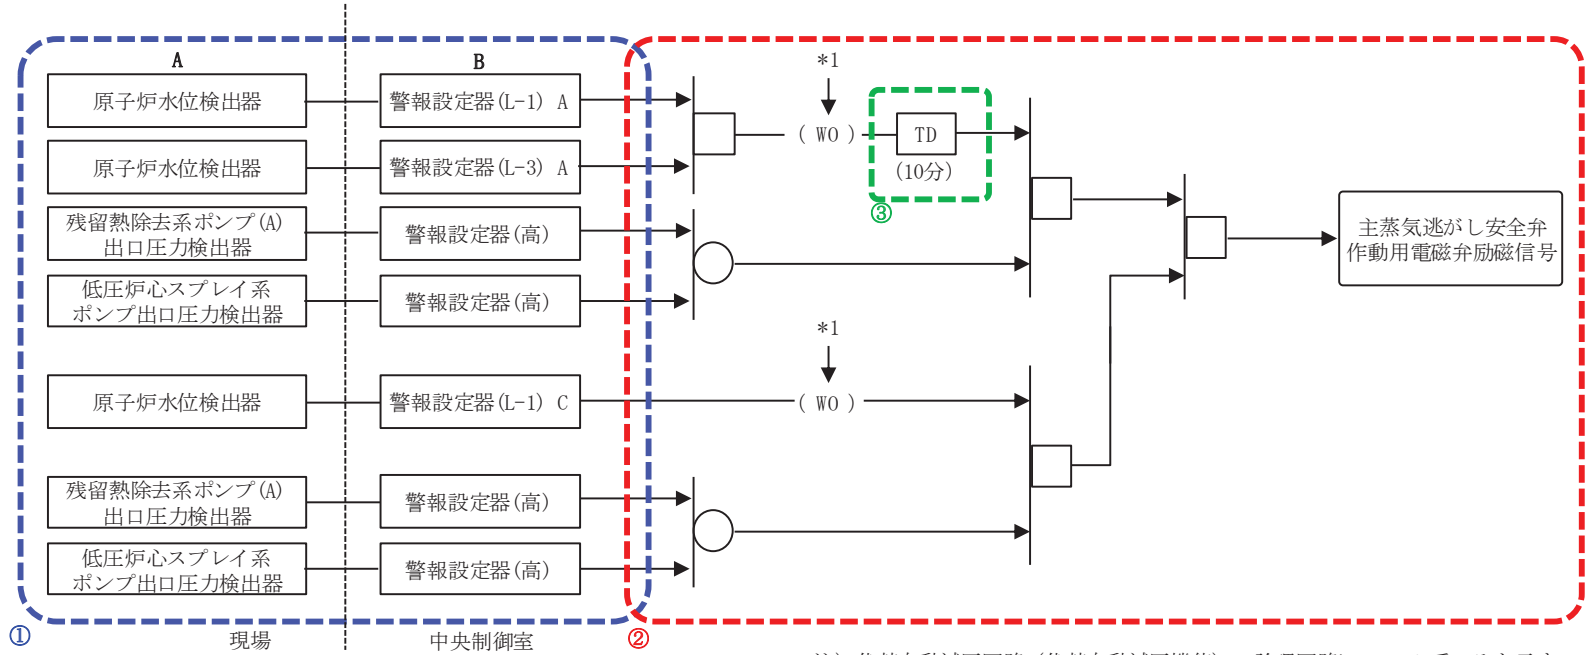 A
B
原子炉水位検出器
警報設定器(L-1) A
原子炉水位検出器
警報設定器(L-3) A
残留熱除去系ポンプ(A)
出口圧力検出器
警報設定器(高)
低圧炉心スプレイ系
ポンプ出口圧力検出器
警報設定器(高)
原子炉水位検出器
警報設定器(L-1) C
残留熱除去系ポンプ(A)
出口圧力検出器
警報設定器(高)
低圧炉心スプレイ系
ポンプ出口圧力検出器
警報設定器(高)
①
現場
中央制御室
②
*1
( WO )
TD
(10分)
③
*1
( WO )
主蒸気逃がし安全弁
作動用電磁弁励磁信号